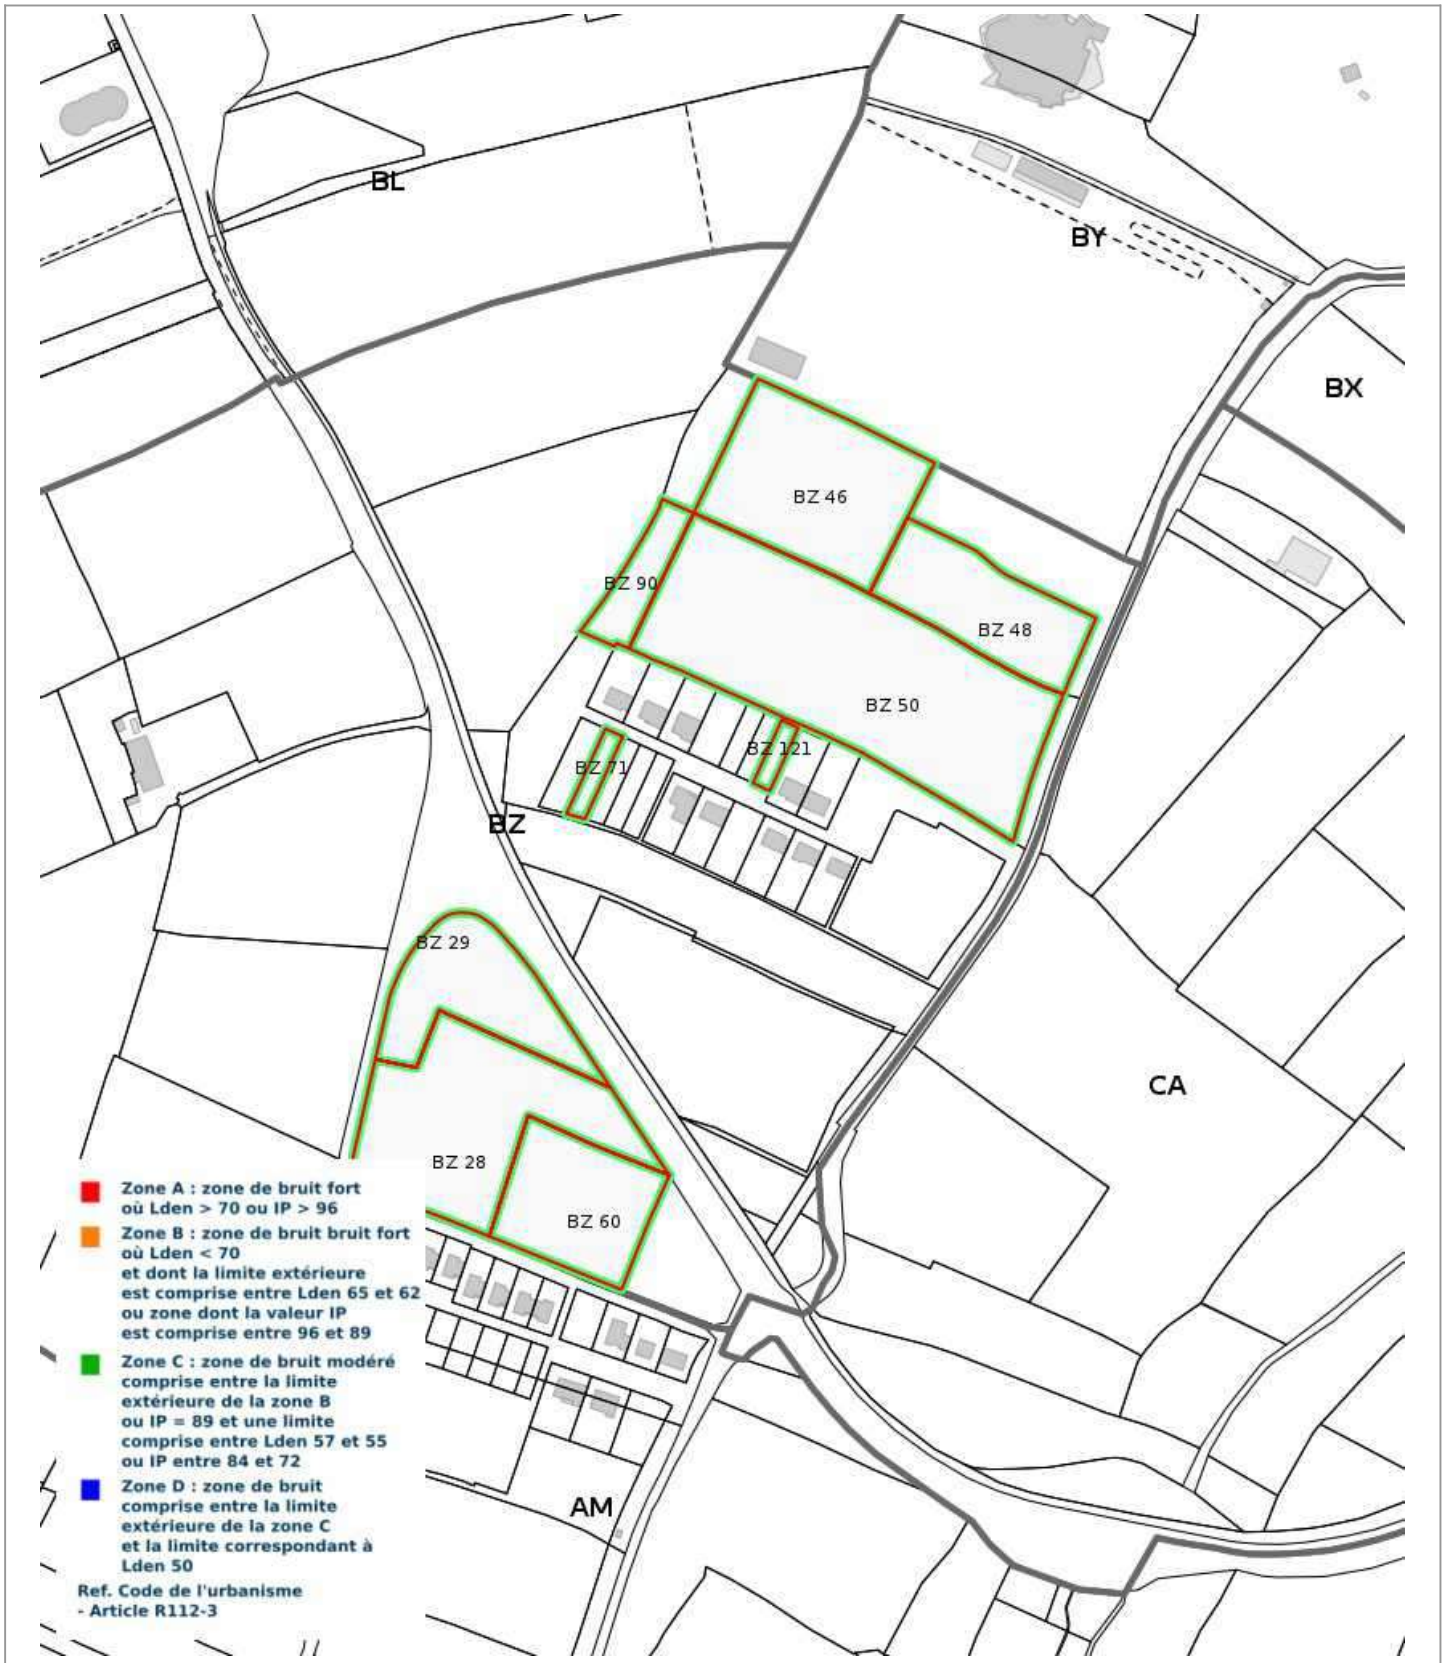 BL
BY
BX
BZ 46
BZ 90
BZ 48
BZ 50
BZ 121
BZ 71
BZ
BZ 29
CA
BZ 28
BZ 60
Zone A : zone de bruit fort
où Lden > 70 ou IP > 96
Zone B : zone de bruit bruit fort
où Lden < 70
et dont la limite extérieure
est comprise entre Lden 65 et 62
ou zone dont la valeur IP
est comprise entre 96 et 89
Zone C : zone de bruit modéré
comprise entre la limite
extérieure de la zone B
ou IP = 89 et une limite
comprise entre Lden 57 et 55
ou IP entre 84 et 72
Zone D : zone de bruit
comprise entre la limite
extérieure de la zone C
et la limite correspondant à
Lden 50
Ref. Code de l'urbanisme
- Article R112-3
AM